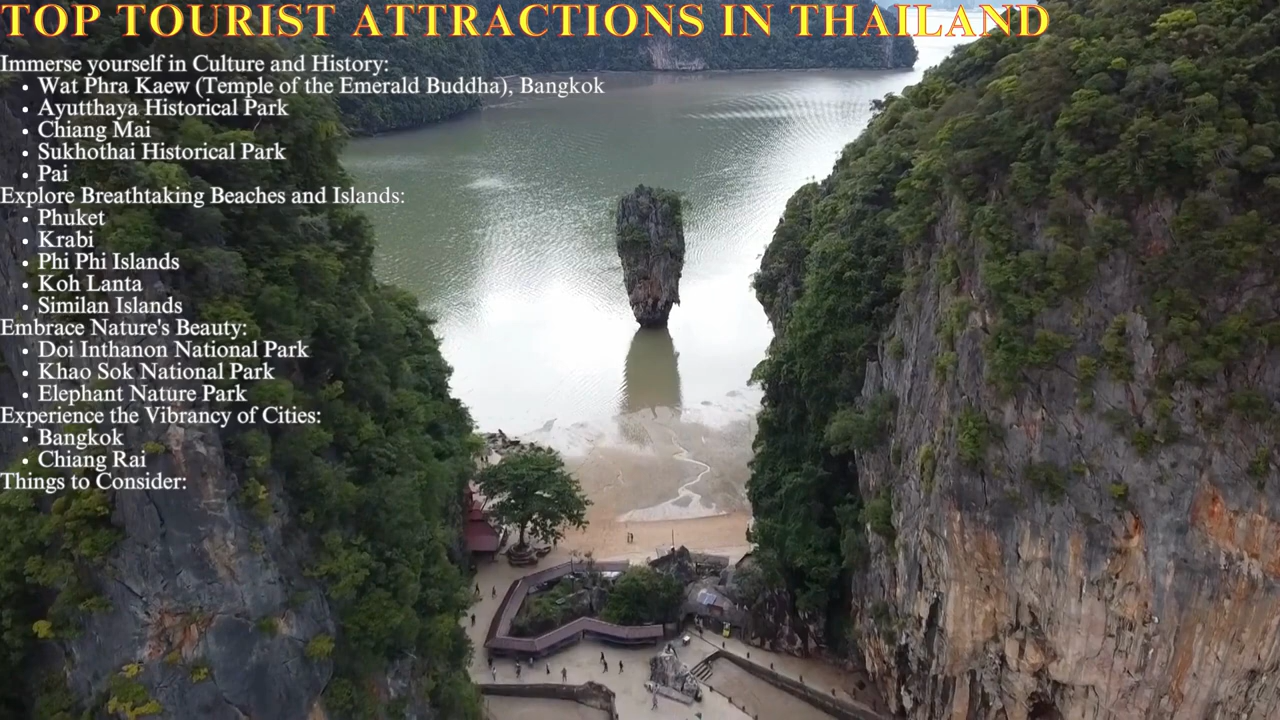 TOP TOURIST ATTRACTIONS IN THAILAND
Immerse yourself in Culture and History:
• Wat Phra Kaew (Temple of the Emerald Buddha), Bangkok
• Ayutthaya Historical Park
• Chiang Mai
• Sukhothai Historical Park
• Pai
Explore Breathtaking Beaches and Islands:
• Phuket
• Krabi
• Phi Phi Islands
• Koh Lanta
• Similan Islands
Embrace Nature's Beauty:
• Doi Inthanon National Park
• Khao Sok National Park
• Elephant Nature Park
Experience the Vibrancy of Cities:
• Bangkok
• Chiang Rai
Things to Consider: